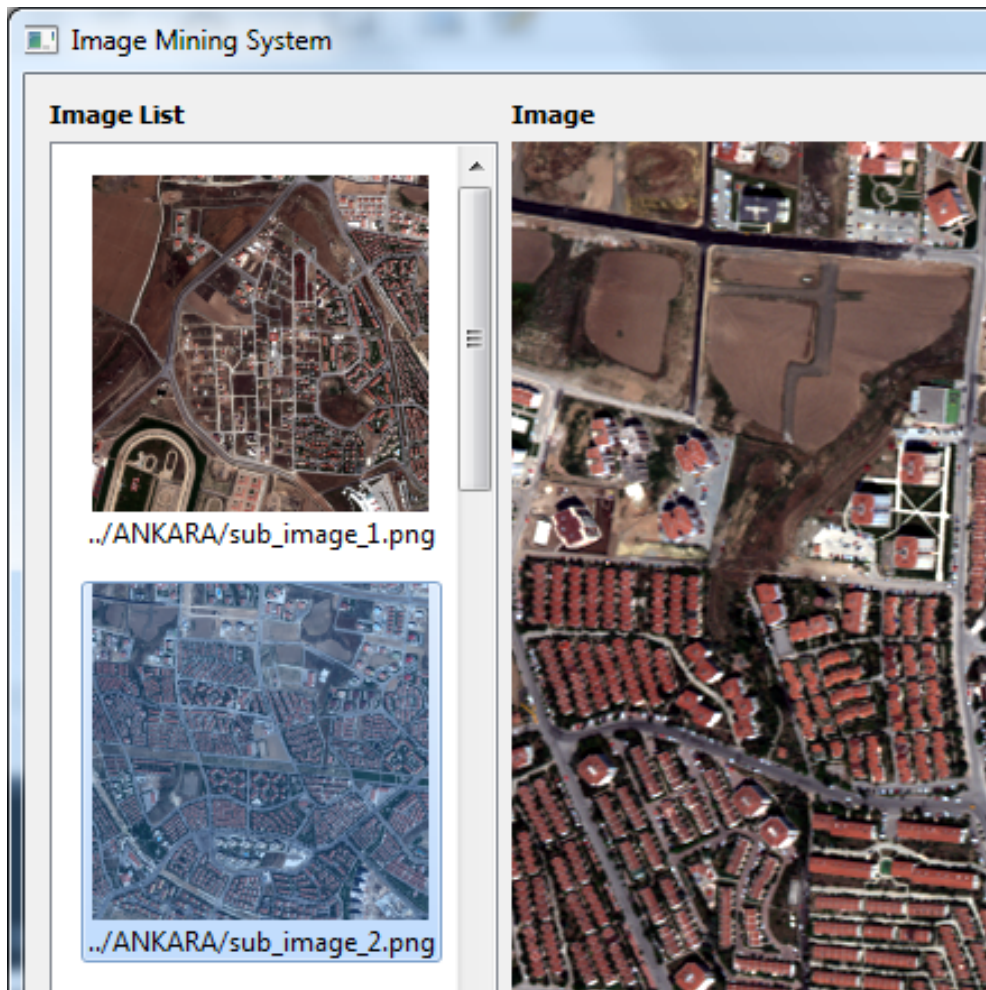 Image Mining System
Image List
Image
../ANKARA/sub_image_1.png
../ANKARA/sub_image_2.png